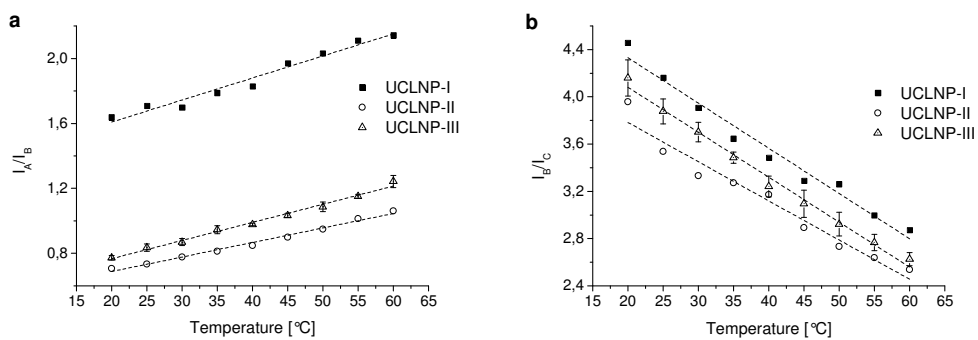 a
I_A/I_B
2,0
1,6
1,2
0,8
UCLNP-I
UCLNP-II
UCLNP-III
15 20 25 30 35 40 45 50 55 60 65
Temperature [°C]
b
I_B/I_C
4,4
4,0
3,6
3,2
2,8
2,4
UCLNP-I
UCLNP-II
UCLNP-III
15 20 25 30 35 40 45 50 55 60 65
Temperature [°C]